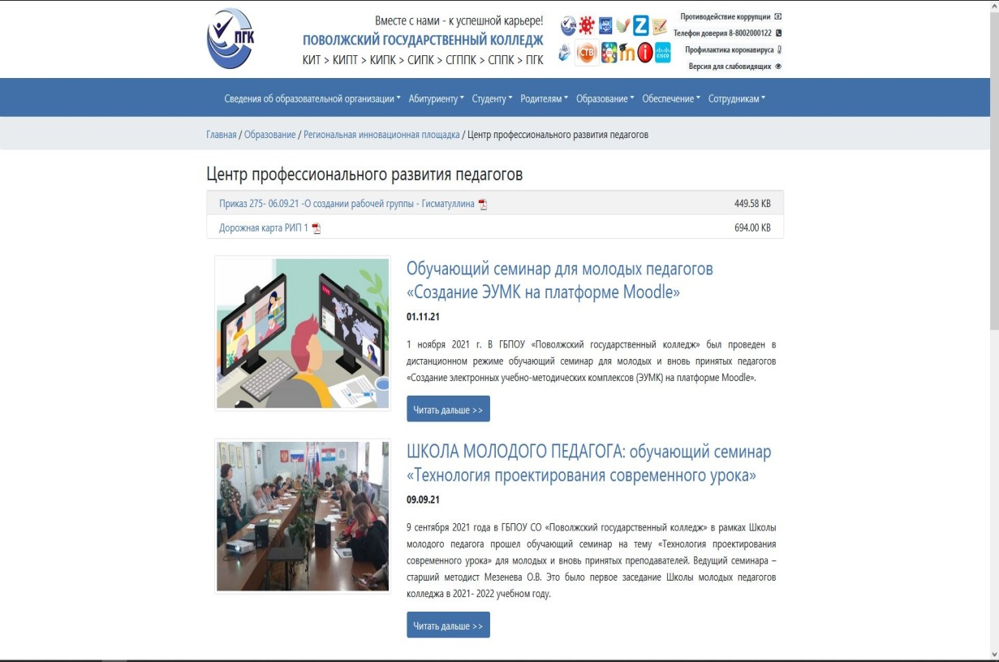 ПГК
Вместе с нами - к успешной карьере!
ПОВОЛЖСКИЙ ГОСУДАРСТВЕННЫЙ КОЛЛЕДЖ
КИТ > КИПТ > КИПК > СИПК > СГППК > СППК > ПГК
СТВ
cisco
Противодействие коррупции
Телефон доверия 8-8002000122
Профилактика коронавируса
Версия для слабовидящих
Сведения об образовательной организации Абитуриенту Студенту Родителям Образование Обеспечение Сотрудникам
Главная / Образование / Региональная инновационная площадка / Центр профессионального развития педагогов
Центр профессионального развития педагогов
Приказ 275- 06.09.21 -О создании рабочей группы - Гисматуллина 449.58 KB
Дорожная карта РИП 1 694.00 KB
LIVE
Обучающий семинар для молодых педагогов
«Создание ЭУМК на платформе Moodle»
01.11.21
1 ноября 2021 г. В ГБПОУ «Поволжский государственный колледж» был проведен в
дистанционном режиме обучающий семинар для молодых и вновь принятых педагогов
«Создание электронных учебно-методических комплексов (ЭУМК) на платформе Moodle».
Читать дальше >>
ШКОЛА МОЛОДОГО ПЕДАГОГА: обучающий семинар
«Технология проектирования современного урока»
09.09.21
9 сентября 2021 года в ГБПОУ СО «Поволжский государственный колледж» в рамках Школы
молодого педагога прошел обучающий семинар на тему «Технология проектирования
современного урока» для молодых и вновь принятых преподавателей. Ведущий семинара –
старший методист Мезенева О.В. Это было первое заседание Школы молодых педагогов
колледжа в 2021- 2022 учебном году.
Читать дальше >>